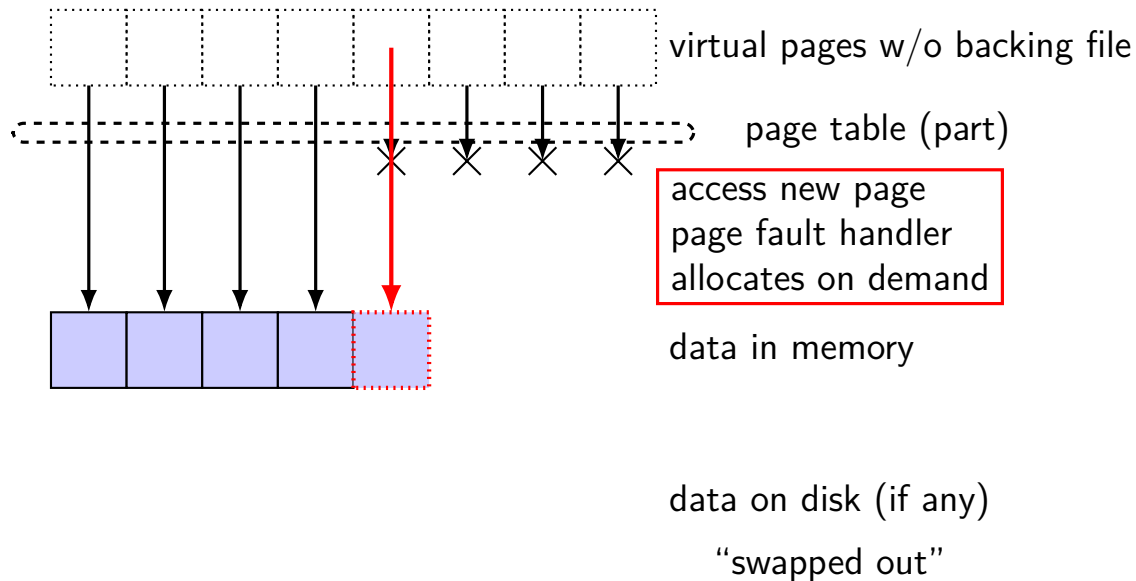 virtual pages w/o backing file
page table (part)
access new page
page fault handler
allocates on demand
data in memory
data on disk (if any)
“swapped out”